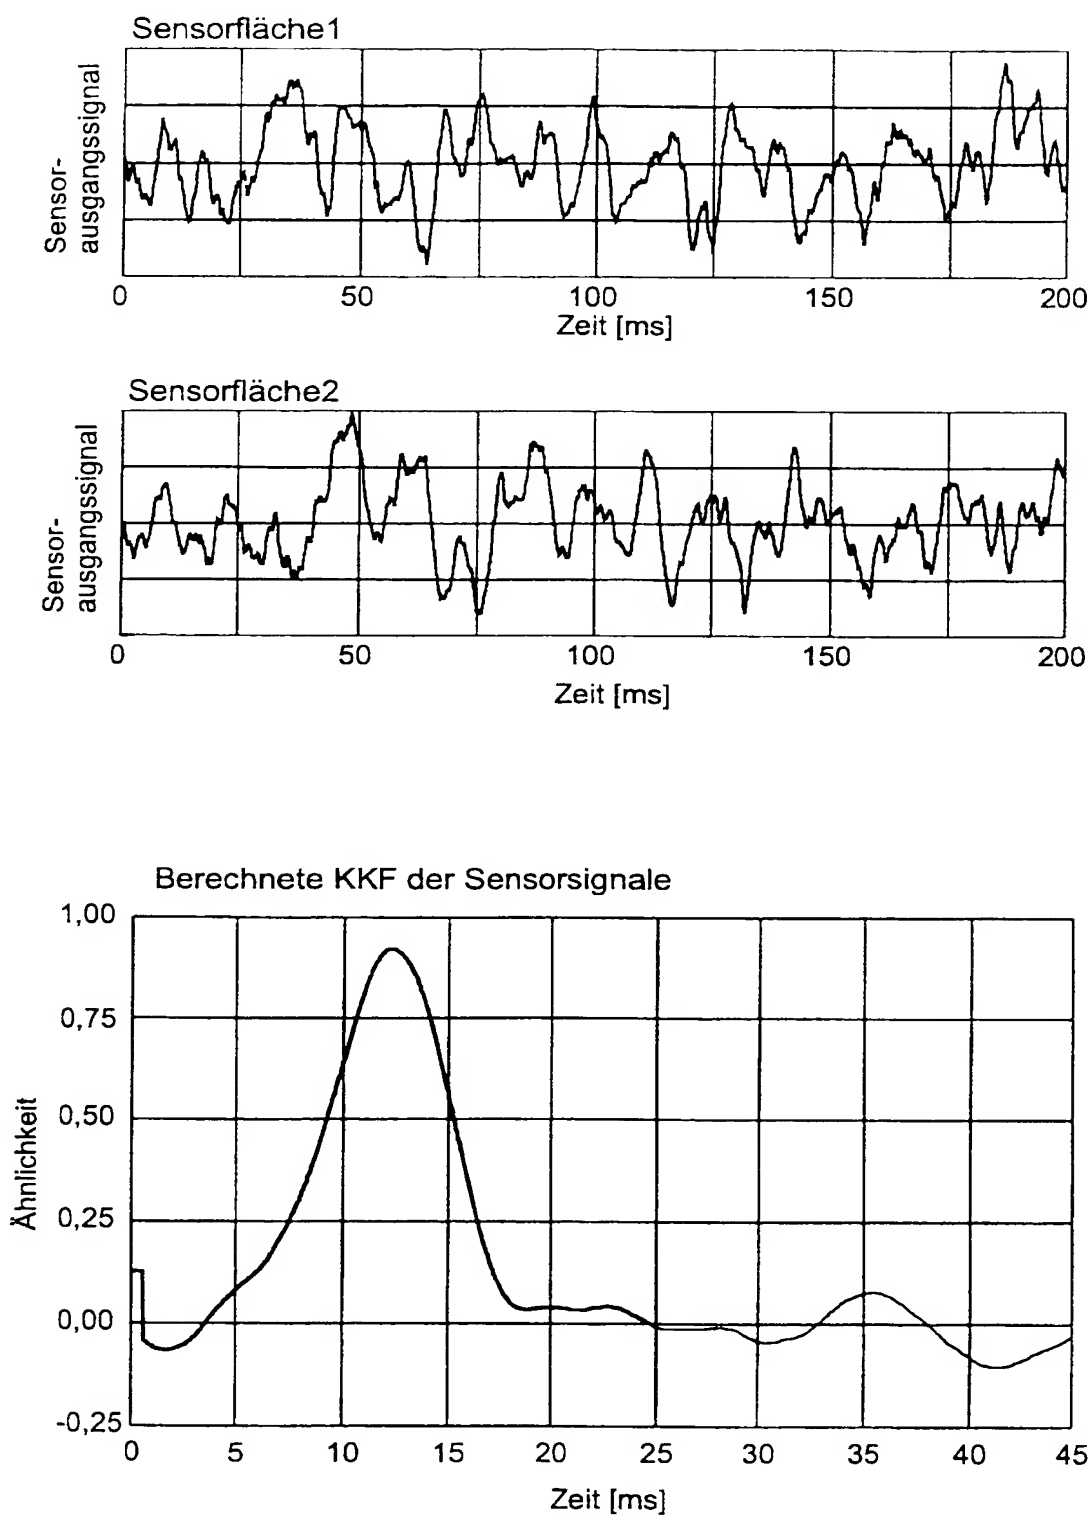 Sensorfläche1
Sensor-
ausgangssignal
0 50 100 150 200
Zeit [ms]
Sensorfläche2
Sensor-
ausgangssignal
0 50 100 150 200
Zeit [ms]
Berechnete KKF der Sensorsignale
Ähnlichkeit
1,00
0,75
0,50
0,25
0,00
-0,25
0 5 10 15 20 25 30 35 40 45
Zeit [ms]